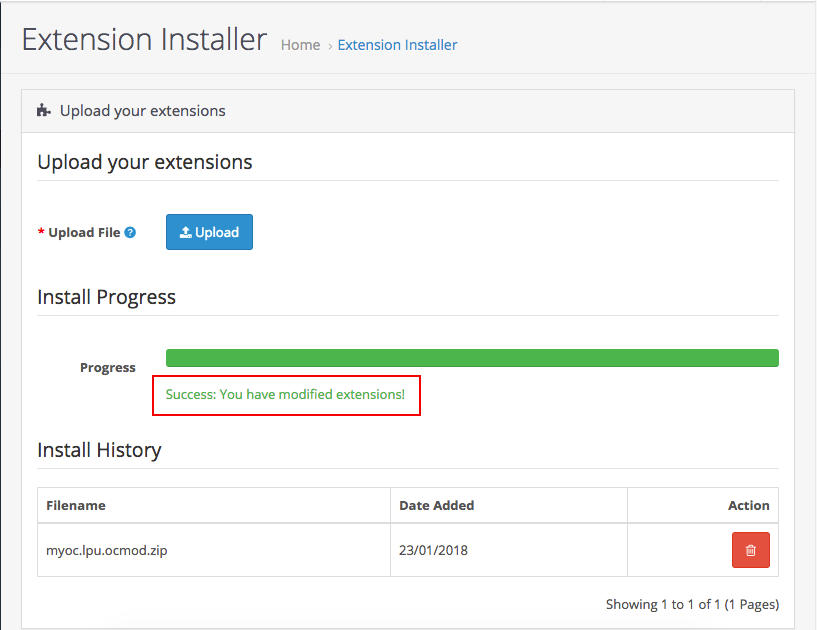 Extension Installer Home › Extension Installer
Upload your extensions
Upload your extensions
* Upload File ? Upload
Install Progress
Progress
Success: You have modified extensions!
Install History
Filename Date Added Action
myoc.lpu.ocmod.zip 23/01/2018
Showing 1 to 1 of 1 (1 Pages)